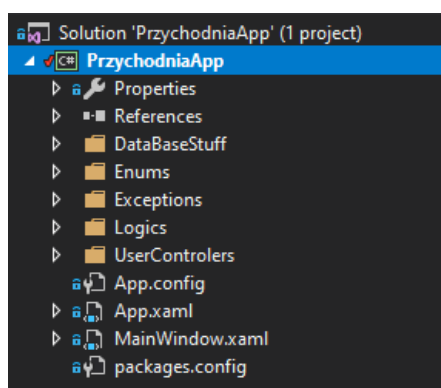 Solution 'PrzychodniaApp' (1 project)
C# PrzychodniaApp
Properties
References
DataBaseStuff
Enums
Exceptions
Logics
UserControlers
App.config
App.xaml
MainWindow.xaml
packages.config